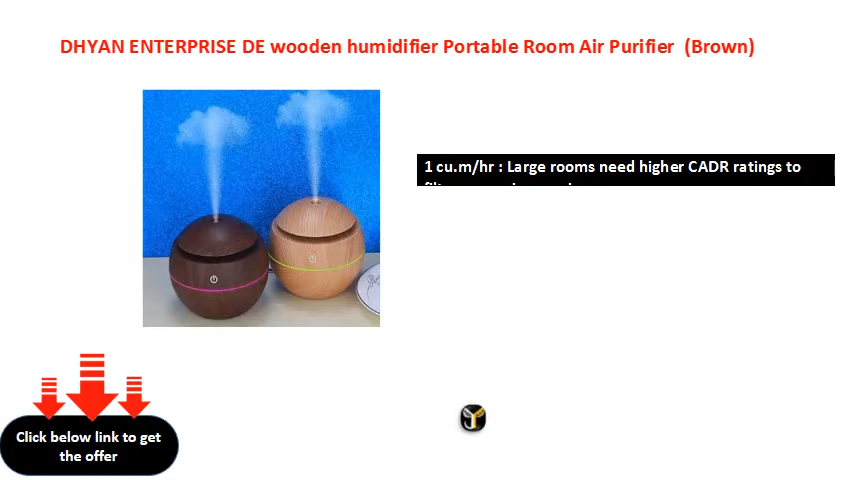 DHYAN ENTERPRISE DE wooden humidifier Portable Room Air Purifier (Brown)
1 cu.m/hr : Large rooms need higher CADR ratings to
Click below link to get
the offer